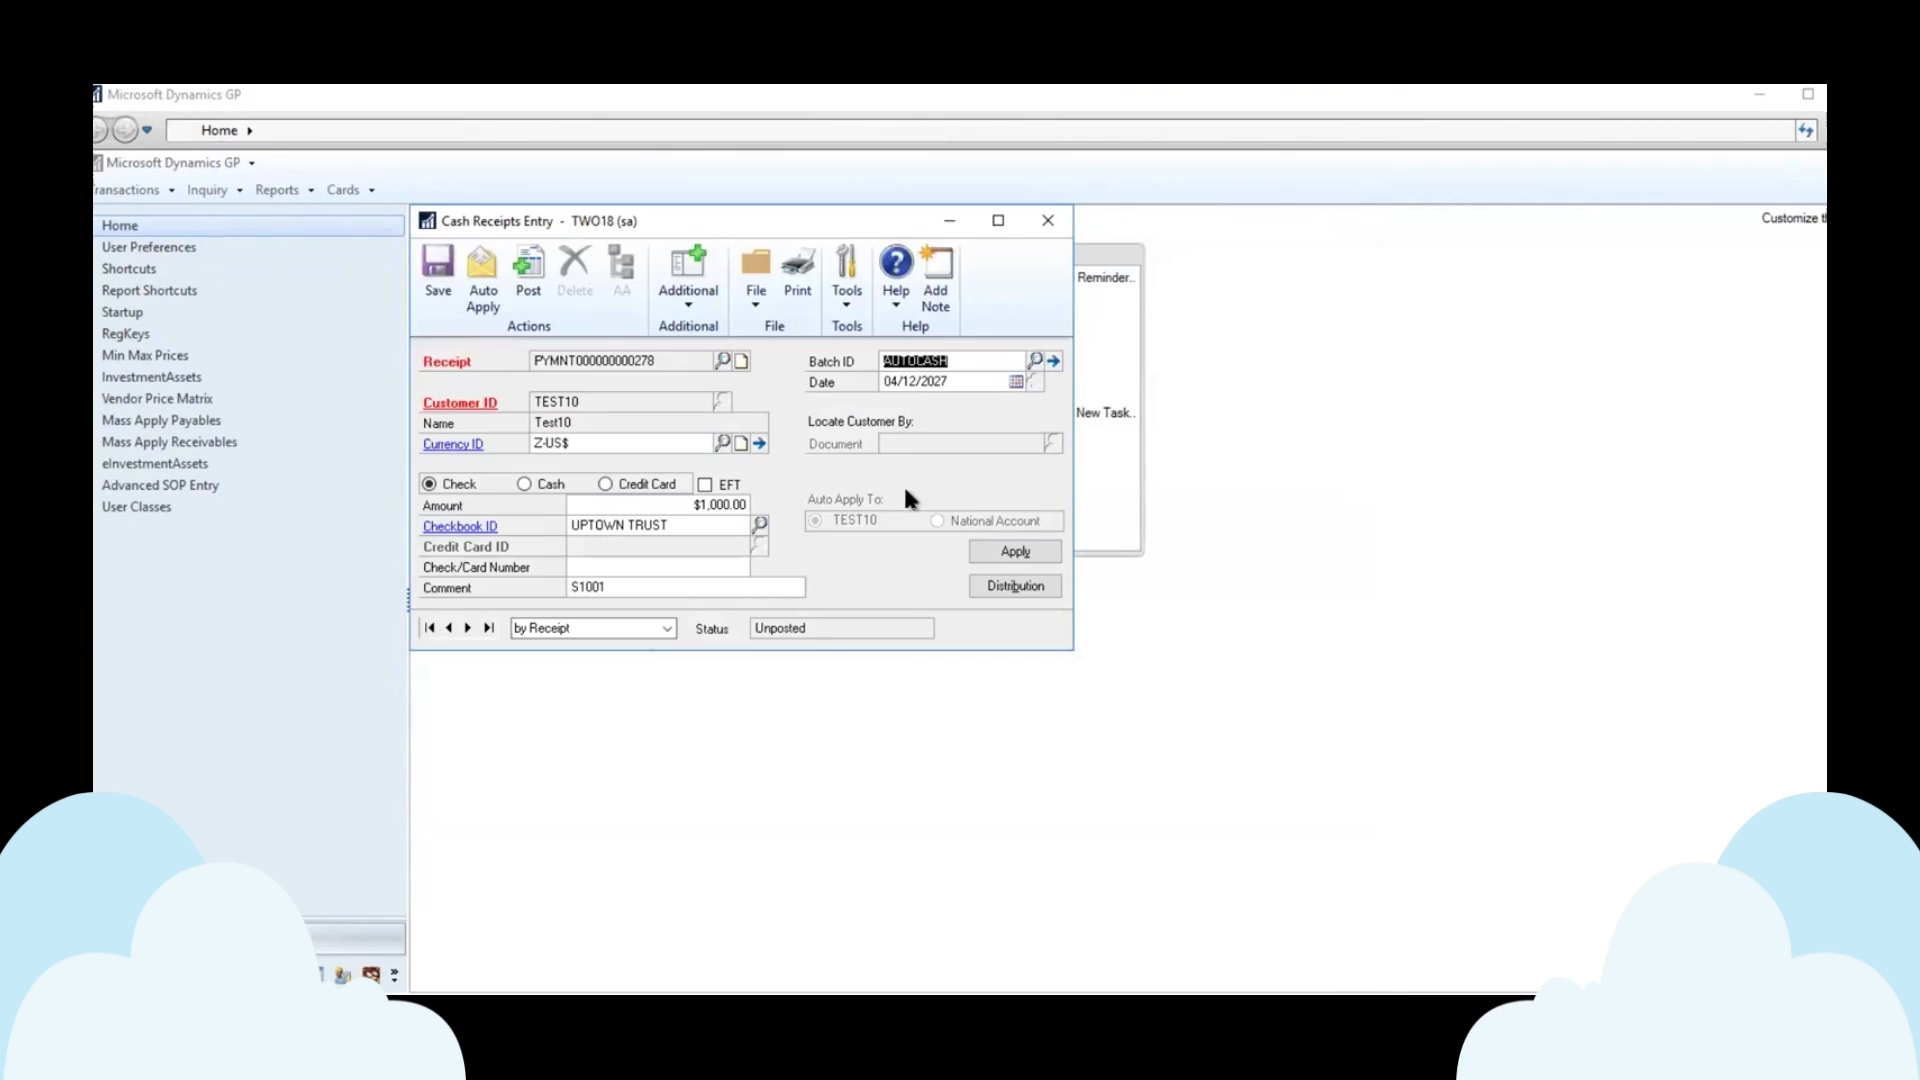 Microsoft Dynamics GP
Home
Microsoft Dynamics GP
ransactions Inquiry Reports Cards
Customize t
Home
User Preferences
Shortcuts
Report Shortcuts
Startup
RegKeys
Min Max Prices
InvestmentAssets
Vendor Price Matrix
Mass Apply Payables
Mass Apply Receivables
eInvestmentAssets
Advanced SOP Entry
User Classes
Cash Receipts Entry - TWO18 (sa)
Save Auto Apply Post Delete AA Additional File Print Tools Help Add Note
Actions Additional File Tools Help
Reminder..
New Task..
Receipt PYMNT000000000278
Batch ID AUTOCASH
Date 04/12/2027
Customer ID TEST10
Name Test10
Currency ID Z-US$
Locate Customer By:
Document
Check Cash Credit Card EFT
Amount $1,000.00
Checkbook ID UPTOWN TRUST
Credit Card ID
Check/Card Number
Comment S1001
Auto Apply To:
TEST10 National Account
Apply
Distribution
by Receipt Status Unposted